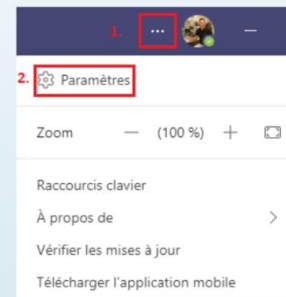 1. ...
2. Paramètres
Zoom — (100 %) +
Raccourcis clavier
À propos de >
Vérifier les mises à jour
Télécharger l'application mobile